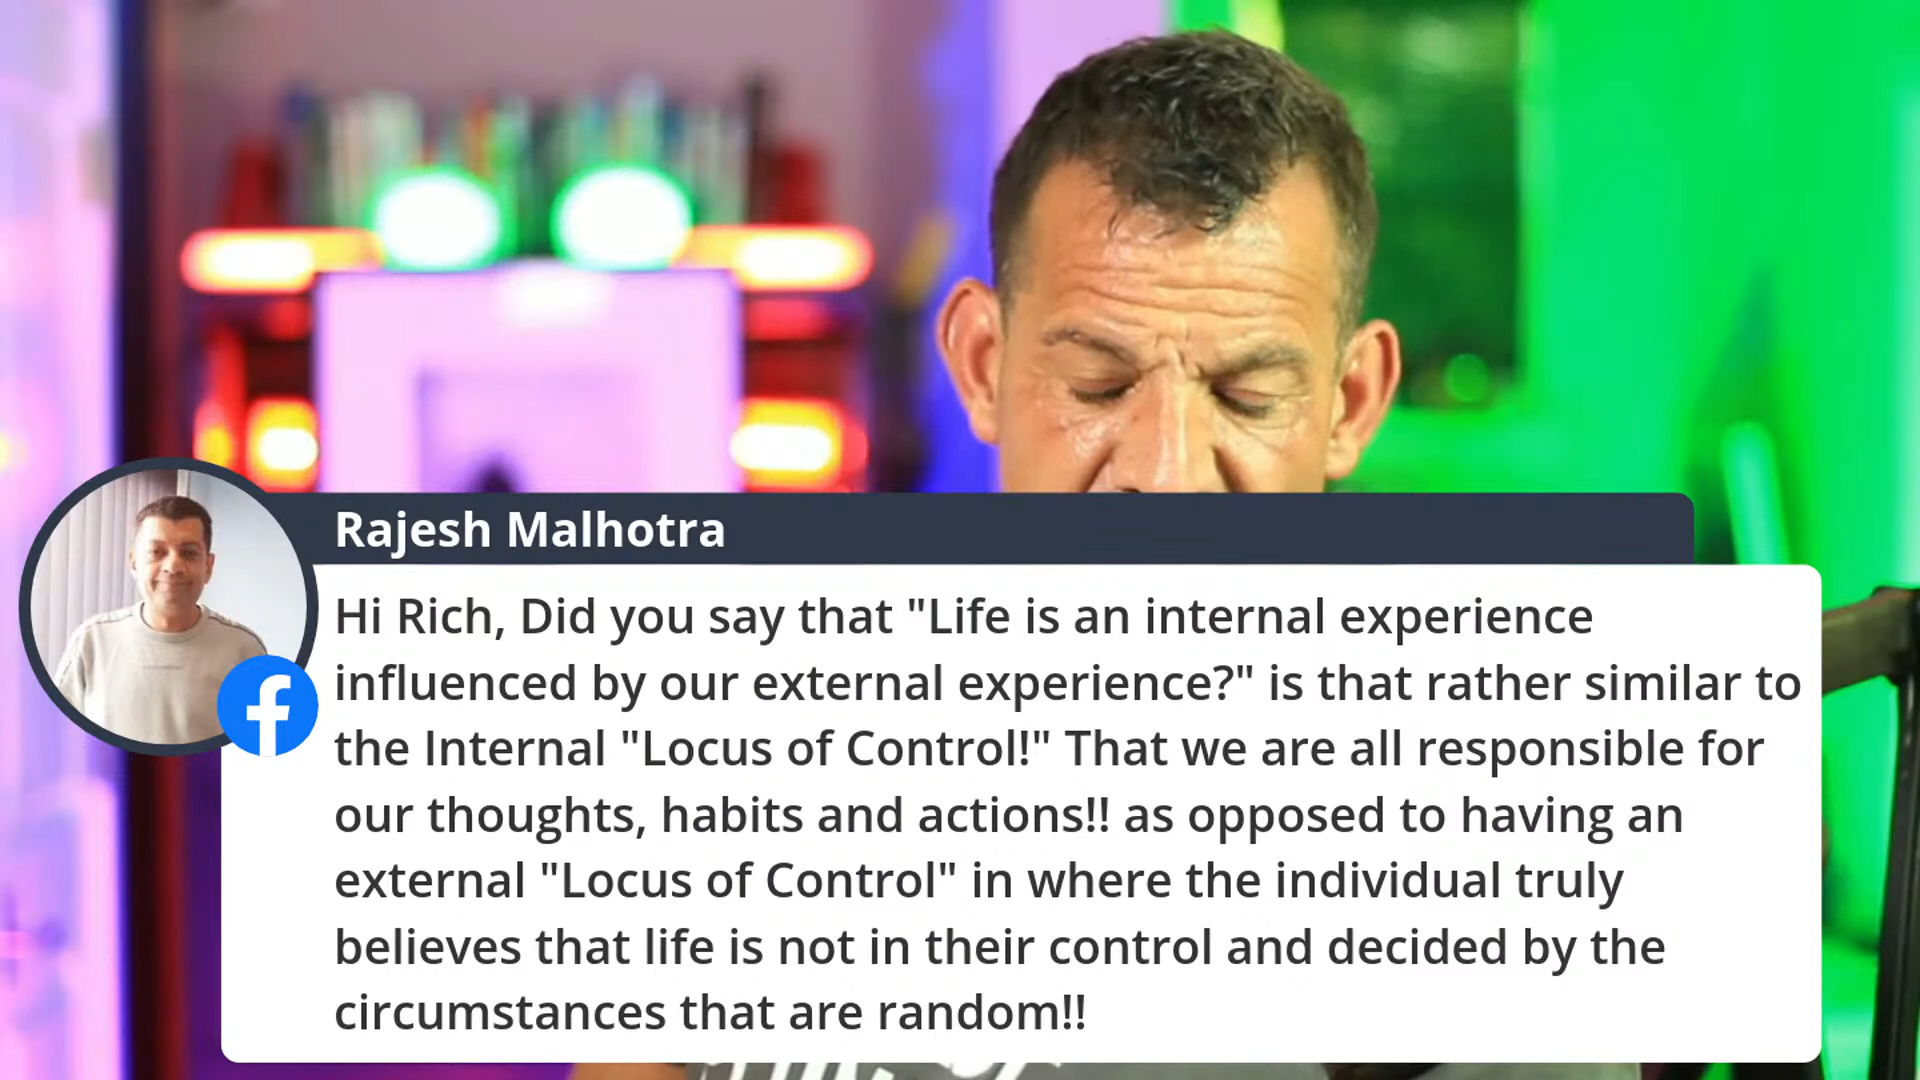 Rajesh Malhotra
Hi Rich, Did you say that "Life is an internal experience
influenced by our external experience?" is that rather similar to
the Internal "Locus of Control!" That we are all responsible for
our thoughts, habits and actions!! as opposed to having an
external "Locus of Control" in where the individual truly
believes that life is not in their control and decided by the
circumstances that are random!!